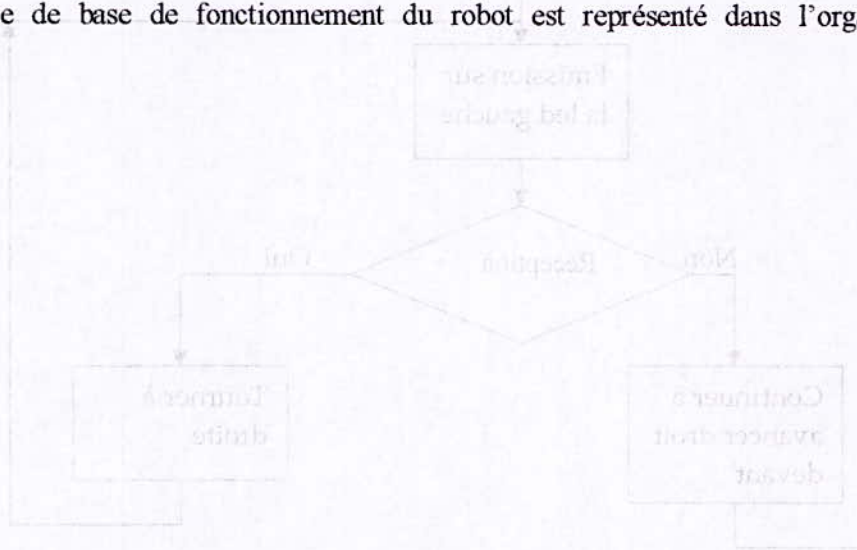 e de base de fonctionnement du robot est représenté dans l'org
Emission sur
la led gauche
Oui
Reception
Non
Tourner à
droite
Continuer à
avancer droit
devant